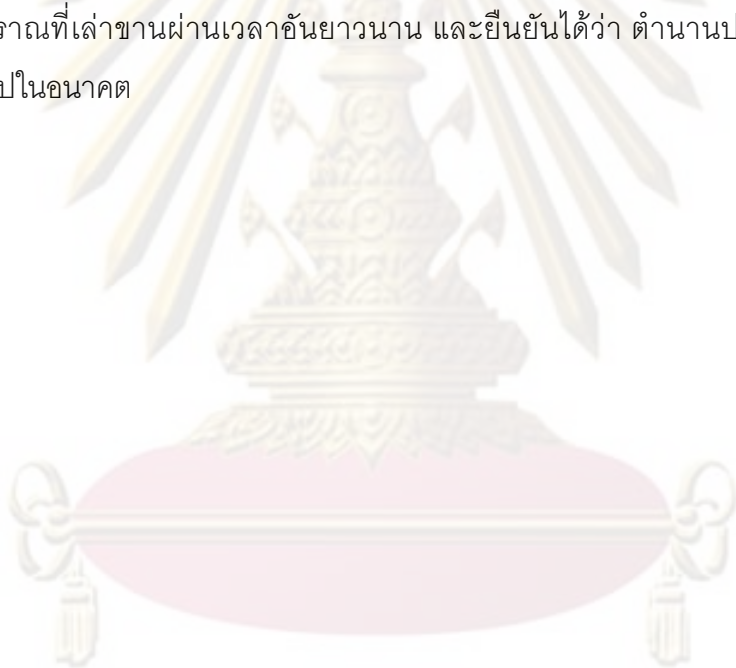 ราณที่เล่าขานผ่านเวลาอันยาวนาน และยืนยันได้ว่า ตำนานป
ปในอนาคต